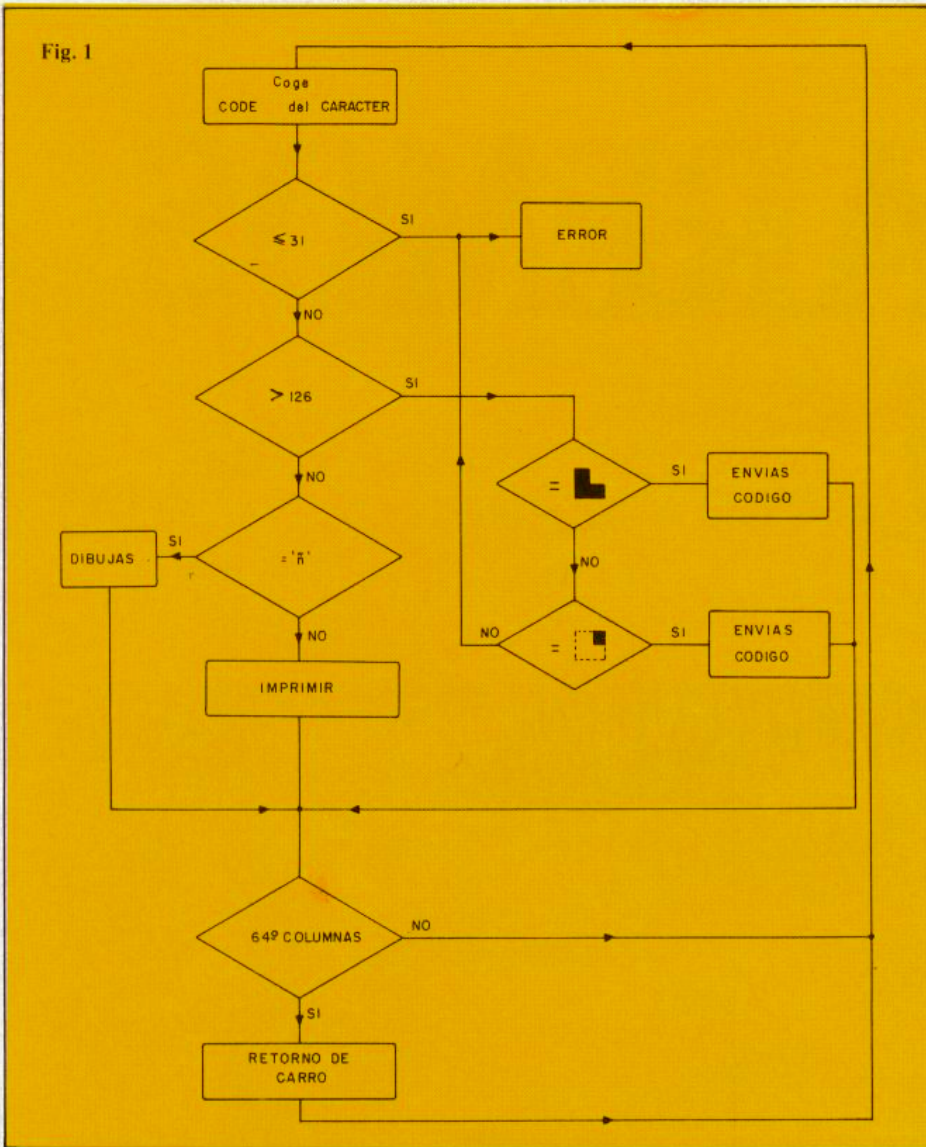 Fig. 1
Coge
CODE del CARACTER
≤ 31
SI
ERROR
NO
> 126
SI
=
SI
ENVIAS
CODIGO
NO
= 'ñ'
SI
DIBUJAS
NO
=
NO
SI
ENVIAS
CODIGO
NO
IMPRIMIR
64º COLUMNAS
NO
SI
RETORNO DE
CARRO